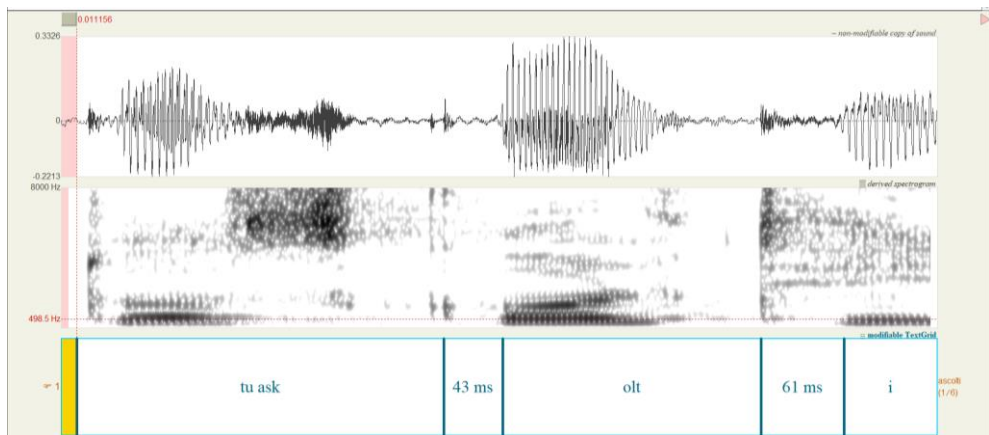 0.011156
0.3326
~ non-modifiable copy of sound
0
-0.2213
8000 Hz
derived spectrogram
498.5 Hz
modifiable TextGrid
1
tu ask
43 ms
olt
61 ms
i
ascolti
(1/6)